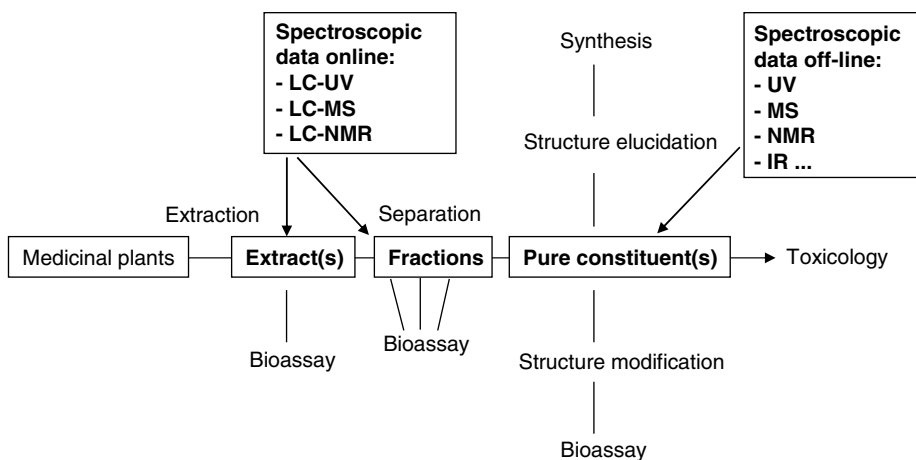 Spectroscopic
data online:
- LC-UV
- LC-MS
- LC-NMR
Synthesis
Spectroscopic
data off-line:
- UV
- MS
- NMR
- IR ...
Structure elucidation
Extraction
Separation
Medicinal plants
Extract(s)
Fractions
Pure constituent(s)
Toxicology
Bioassay
Bioassay
Structure modification
Bioassay